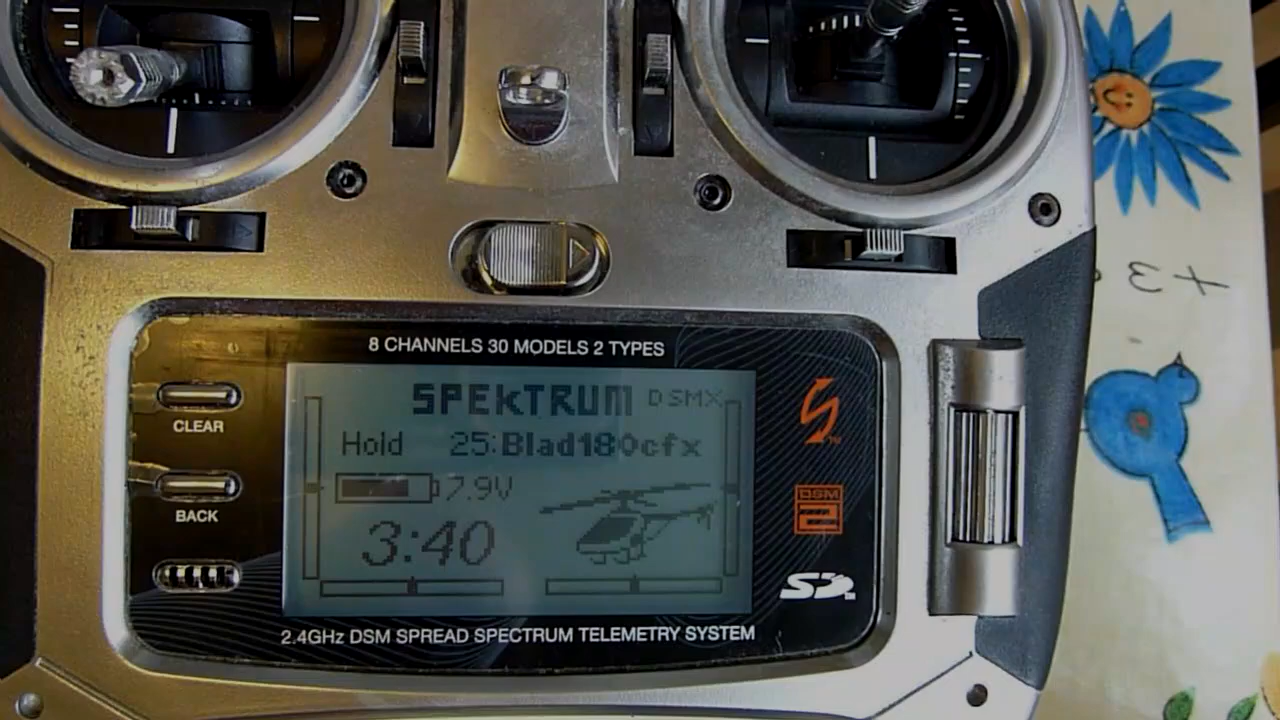 8 CHANNELS 30 MODELS 2 TYPES
SPEKTRUM DSMX
CLEAR
Hold 25:Blad180cfx
7.9V
DSM
2
BACK
3:40
SD
2.4GHz DSM SPREAD SPECTRUM TELEMETRY SYSTEM
+ 3